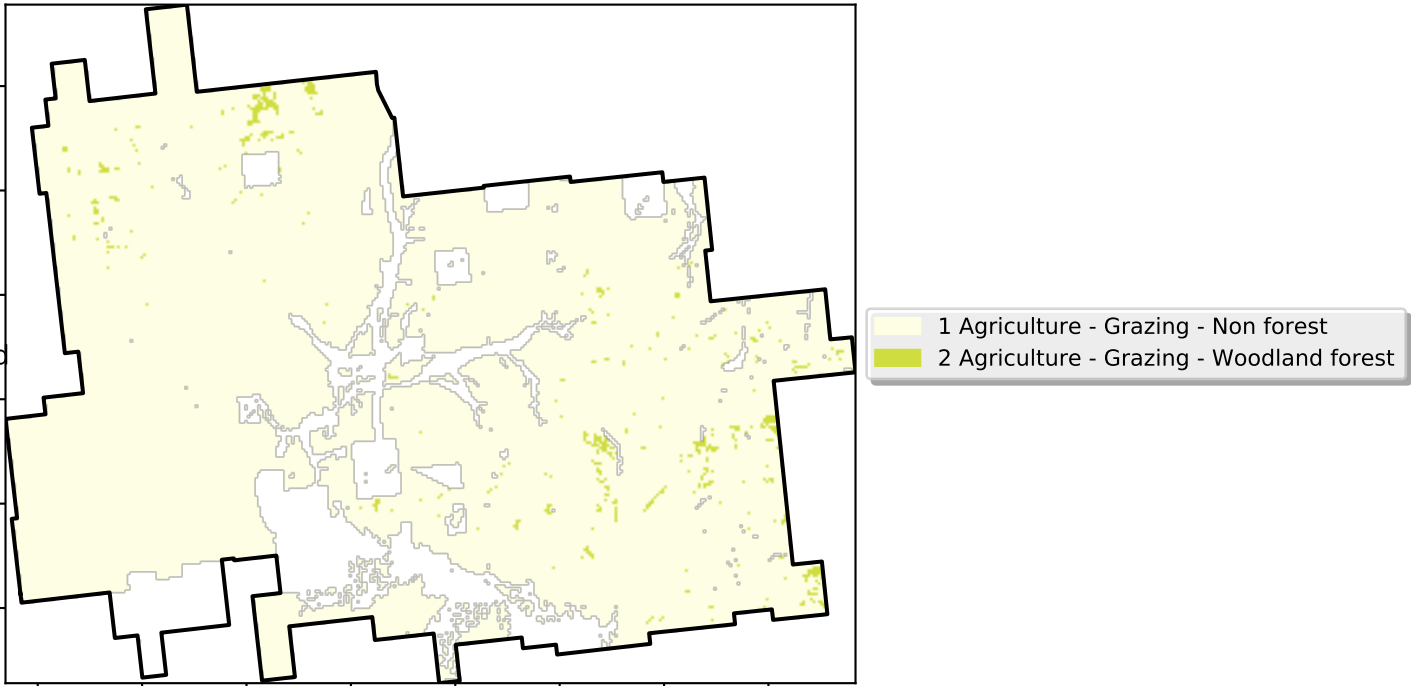 1 Agriculture - Grazing - Non forest
2 Agriculture - Grazing - Woodland forest